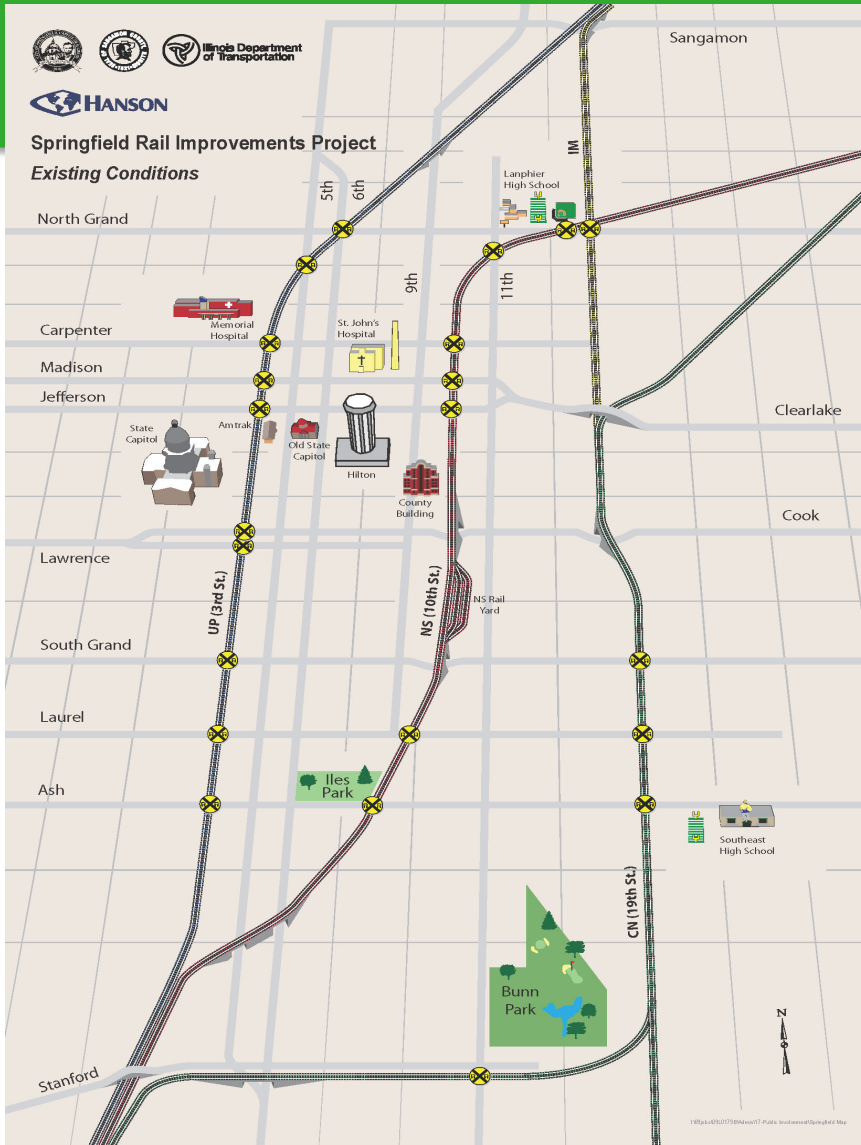 Illinois Department
of Transportation
HANSON
Springfield Rail Improvements Project
Existing Conditions
Sangamon
IM
5th
6th
Lanphier
High School
North Grand
9th
11th
Memorial
Hospital
St. John's
Hospital
Carpenter
Madison
Jefferson
Clearlake
State
Capitol
Amtrak
Old State
Capitol
Hilton
County
Building
Cook
Lawrence
UP (3rd St.)
NS (10th St.)
NS Rail
Yard
South Grand
Laurel
Iles
Park
Ash
Southeast
High School
CN (19th St.)
Bunn
Park
N
Stanford